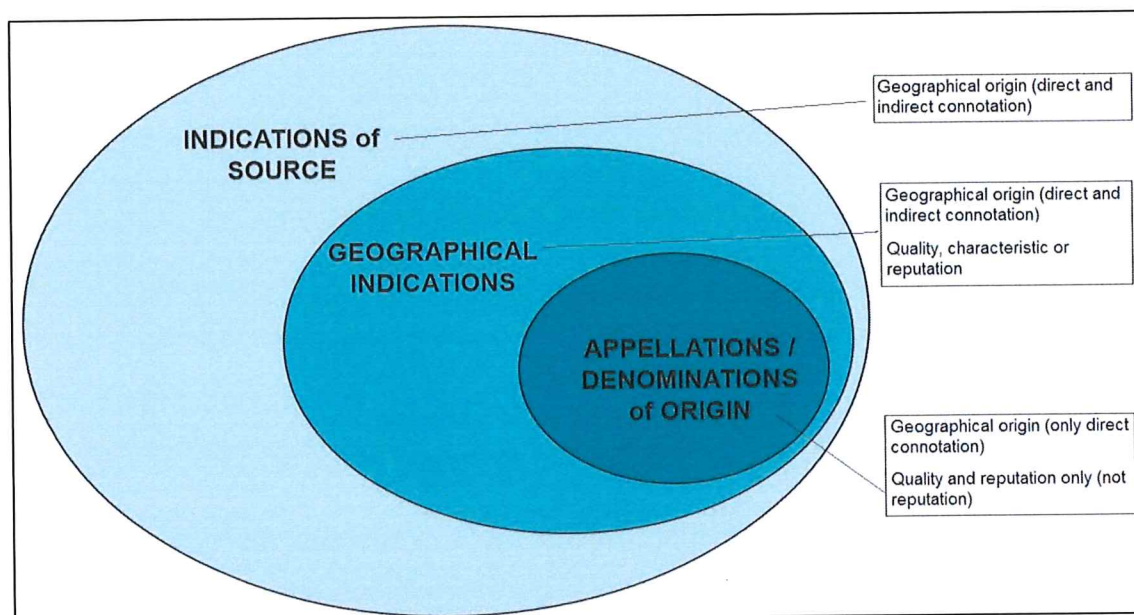 INDICATIONS of
SOURCE
Geographical origin (direct and
indirect connotation)
GEOGRAPHICAL
INDICATIONS
Geographical origin (direct and
indirect connotation)
Quality, characteristic or
reputation
APPELLATIONS /
DENOMINATIONS
of ORIGIN
Geographical origin (only direct
connotation)
Quality and reputation only (not
reputation)